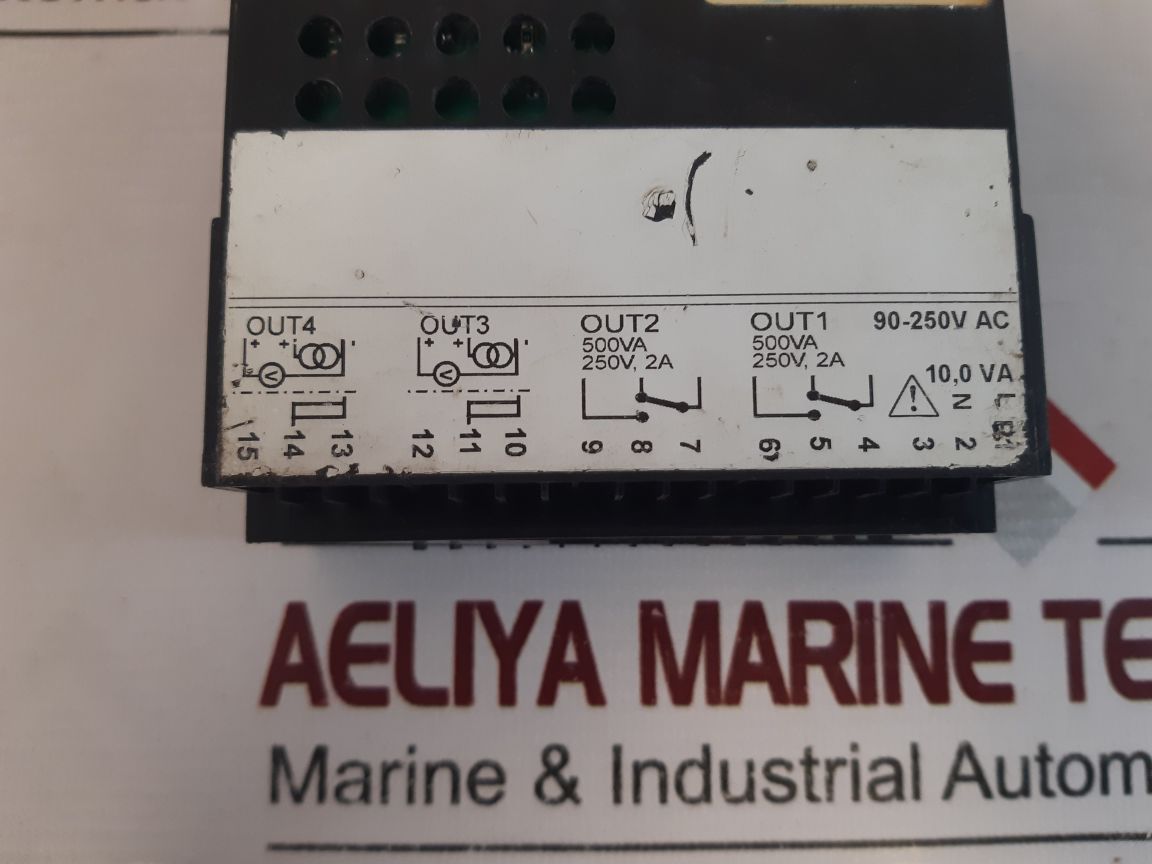 OUT4 OUT3 OUT2 OUT1 90-250V AC
500VA 500VA
250V, 2A 250V, 2A
10,0 VA
N L
15 14 13 12 11 10 9 8 7 6 5 4 3 2
AELIYA MARINE TE
Marine & Industrial Autom